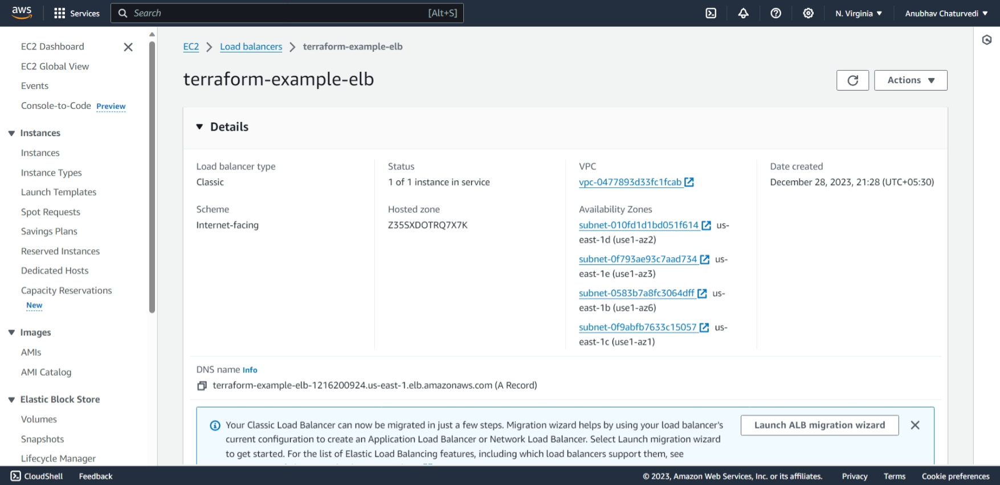 aws
Services
Search
[Alt+S]
N. Virginia
Anubhav Chaturvedi
EC2 Dashboard
EC2 Global View
Events
Console-to-Code Preview
Instances
Instances
Instance Types
Launch Templates
Spot Requests
Savings Plans
Reserved Instances
Dedicated Hosts
Capacity Reservations
New
Images
AMIs
AMI Catalog
Elastic Block Store
Volumes
Snapshots
Lifecycle Manager
EC2 > Load balancers > terraform-example-elb
terraform-example-elb
Actions
Details
Load balancer type
Classic
Scheme
Internet-facing
Status
1 of 1 instance in service
Hosted zone
Z35SXDOTRQ7X7K
VPC
vpc-0477893d33fc1fcab
Availability Zones
subnet-010fd1d1bd051f614 us-
east-1d (use1-az2)
subnet-0f793ae93c7aad734 us-
east-1e (use1-az3)
subnet-0583b7a8fc3064dff us-
east-1b (use1-az6)
subnet-0f9abfb7633c15057 us-
east-1c (use1-az1)
Date created
December 28, 2023, 21:28 (UTC+05:30)
DNS name Info
terraform-example-elb-1216200924.us-east-1.elb.amazonaws.com (A Record)
Your Classic Load Balancer can now be migrated in just a few steps. Migration wizard helps by using your load balancer's
current configuration to create an Application Load Balancer or Network Load Balancer. Select Launch migration wizard
to get started. For the list of Elastic Load Balancing features, including which load balancers support them, see
Launch ALB migration wizard
CloudShell
Feedback
© 2023, Amazon Web Services, Inc. or its affiliates.
Privacy
Terms
Cookie preferences